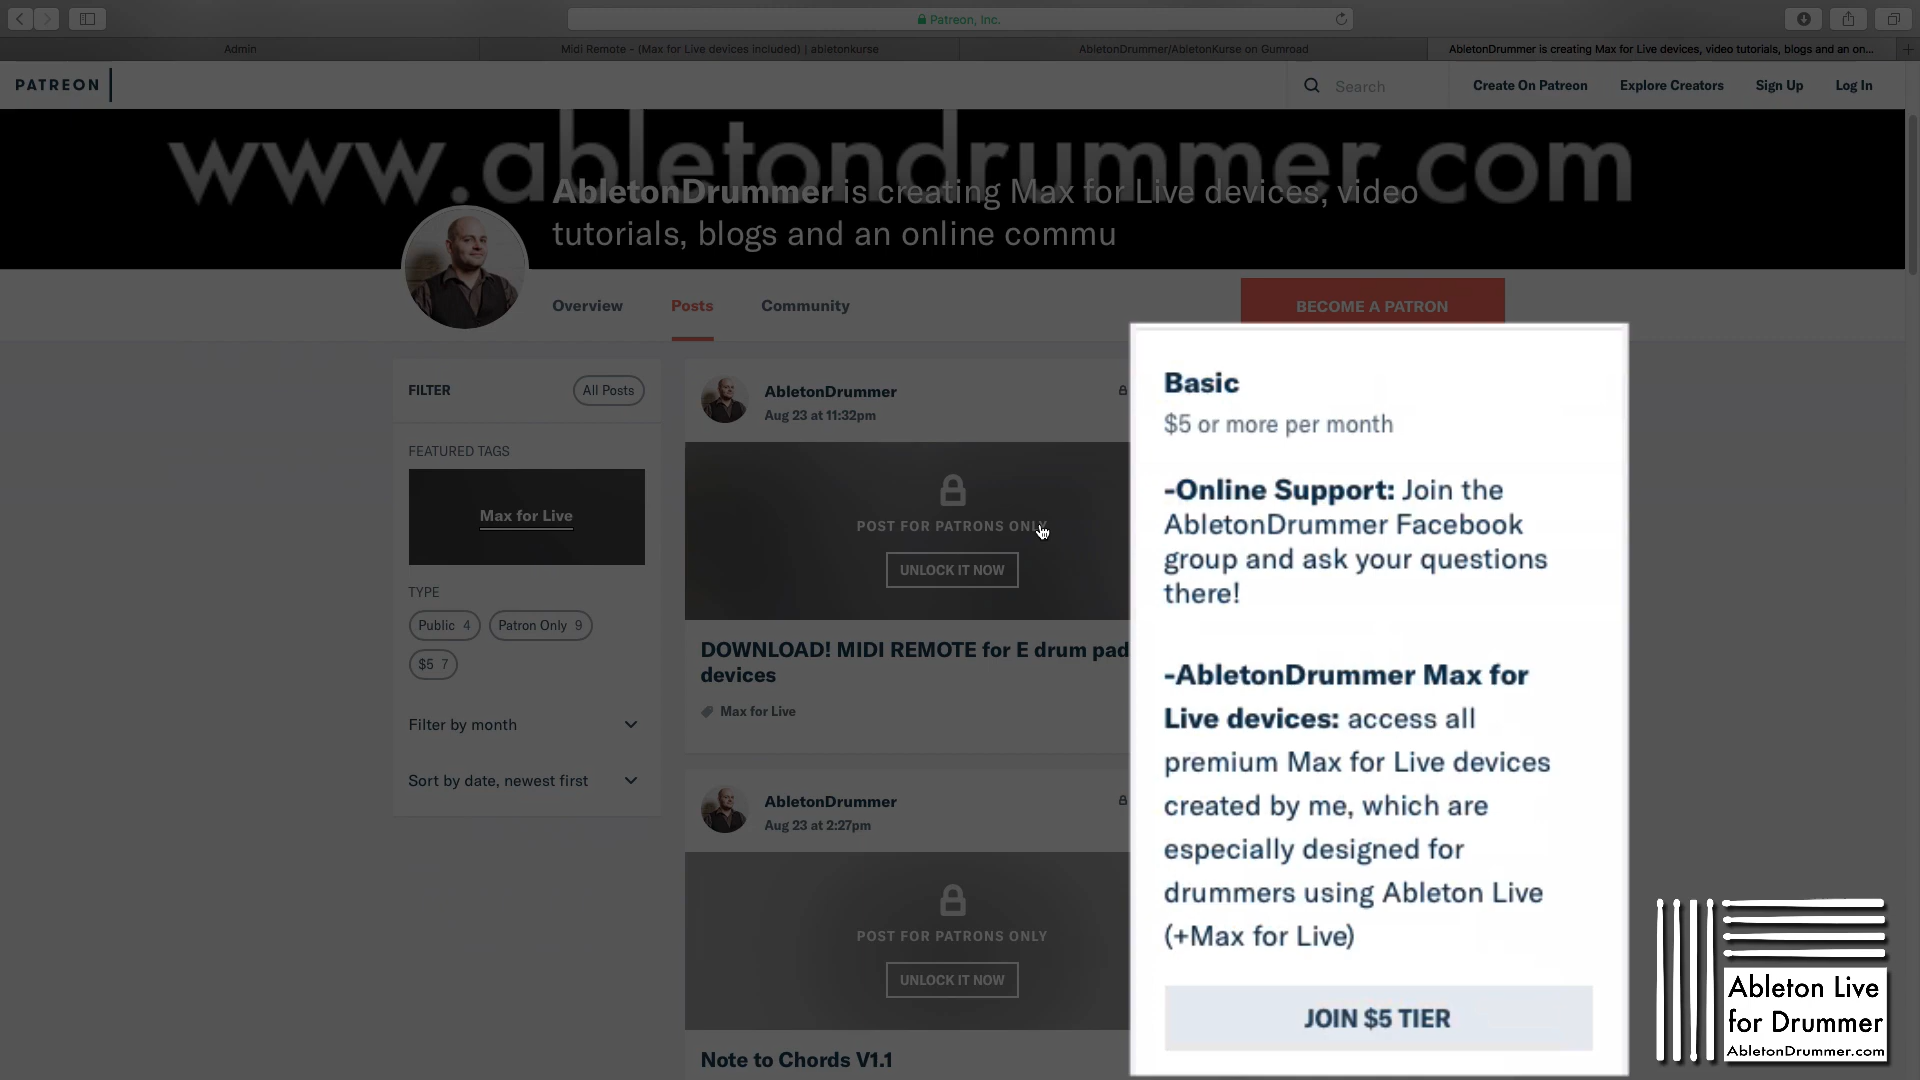 Patreon, Inc.
Admin
Midi Remote - (Max for Live devices included) | abletonkurse
AbletonDrummer/AbletonKurse on Gumroad
AbletonDrummer is creating Max for Live devices, video tutorials, blogs and an on...
PATREON
Search
Create On Patreon
Explore Creators
Sign Up
Log In
www.abletondrummer.com
AbletonDrummer is creating Max for Live devices, video
tutorials, blogs and an online commu
Overview
Posts
Community
BECOME A PATRON
FILTER
All Posts
FEATURED TAGS
Max for Live
TYPE
Public 4
Patron Only 9
$5 7
Filter by month
Sort by date, newest first
AbletonDrummer
Aug 23 at 11:32pm
POST FOR PATRONS ONLY
UNLOCK IT NOW
DOWNLOAD! MIDI REMOTE for E drum pad
devices
Max for Live
AbletonDrummer
Aug 23 at 2:27pm
POST FOR PATRONS ONLY
UNLOCK IT NOW
Note to Chords V1.1
Basic
$5 or more per month
-Online Support: Join the
AbletonDrummer Facebook
group and ask your questions
there!
-AbletonDrummer Max for
Live devices: access all
premium Max for Live devices
created by me, which are
especially designed for
drummers using Ableton Live
(+Max for Live)
JOIN $5 TIER
Ableton Live
for Drummer
AbletonDrummer.com